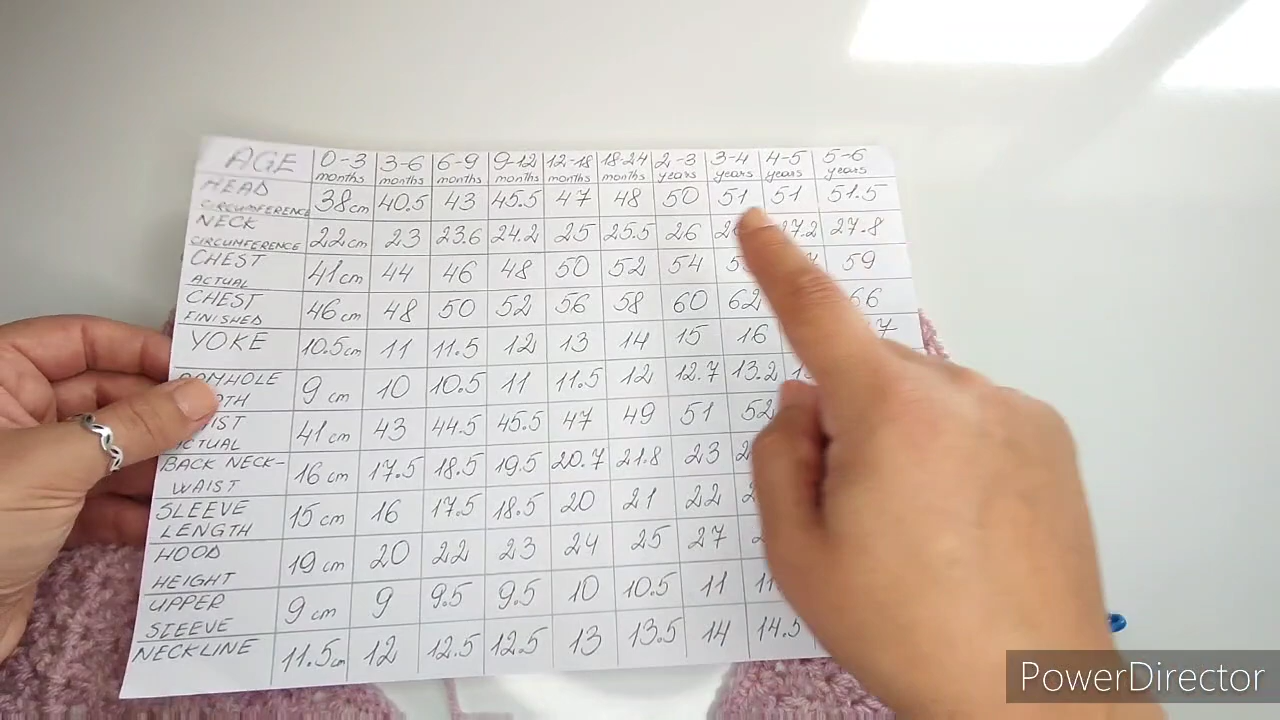 AGE 0-3 months 3-6 months 6-9 months 9-12 months 12-18 months 18-24 months 2-3 years 3-4 years 4-5 years 5-6 years
HEAD CIRCUMFERENCE 38cm 40.5 43 45.5 47 48 50 51 51 51.5
NECK CIRCUMFERENCE 22cm 23 23.6 24.2 25 25.5 26 27.2 27.8
CHEST ACTUAL 41cm 44 46 48 50 52 54 59
CHEST FINISHED 46cm 48 50 52 56 58 60 62 66
YOKE 10.5cm 11 11.5 12 13 14 15 16
9 cm 10 10.5 11 11.5 12 12.7 13.2
ACTUAL 41cm 43 44.5 45.5 47 49 51 52
BACK NECK-WAIST 16cm 17.5 18.5 19.5 20.7 21.8 23
SLEEVE LENGTH 15cm 16 17.5 18.5 20 21 22
HOOD HEIGHT 19cm 20 22 23 24 25 27
UPPER SLEEVE 9cm 9 9.5 9.5 10 10.5 11
NECKLINE 11.5cm 12 12.5 12.5 13 13.5 14 14.5
PowerDirector